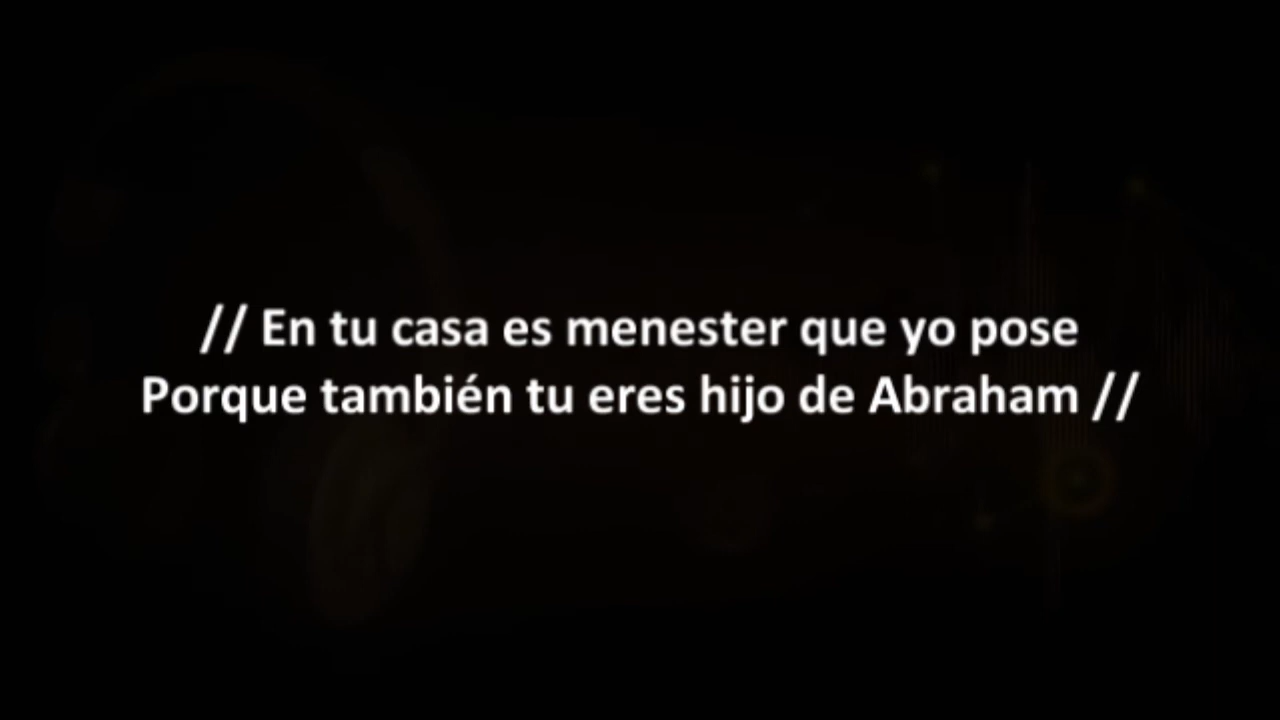 // En tu casa es menester que yo pose
Porque también tu eres hijo de Abraham //